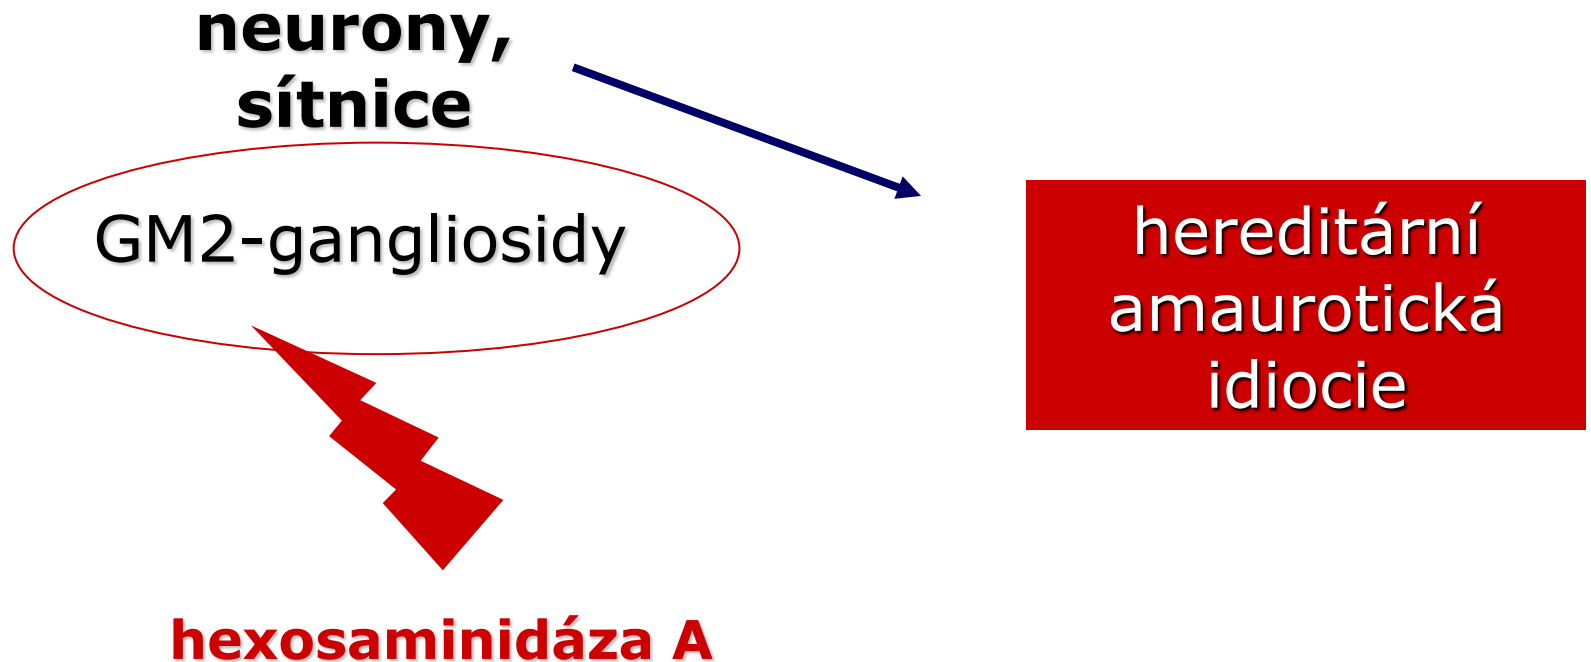 neurony,
sítnice
GM2-gangliosidy
hereditární
amaurotická
idiocie
hexosaminidáza A